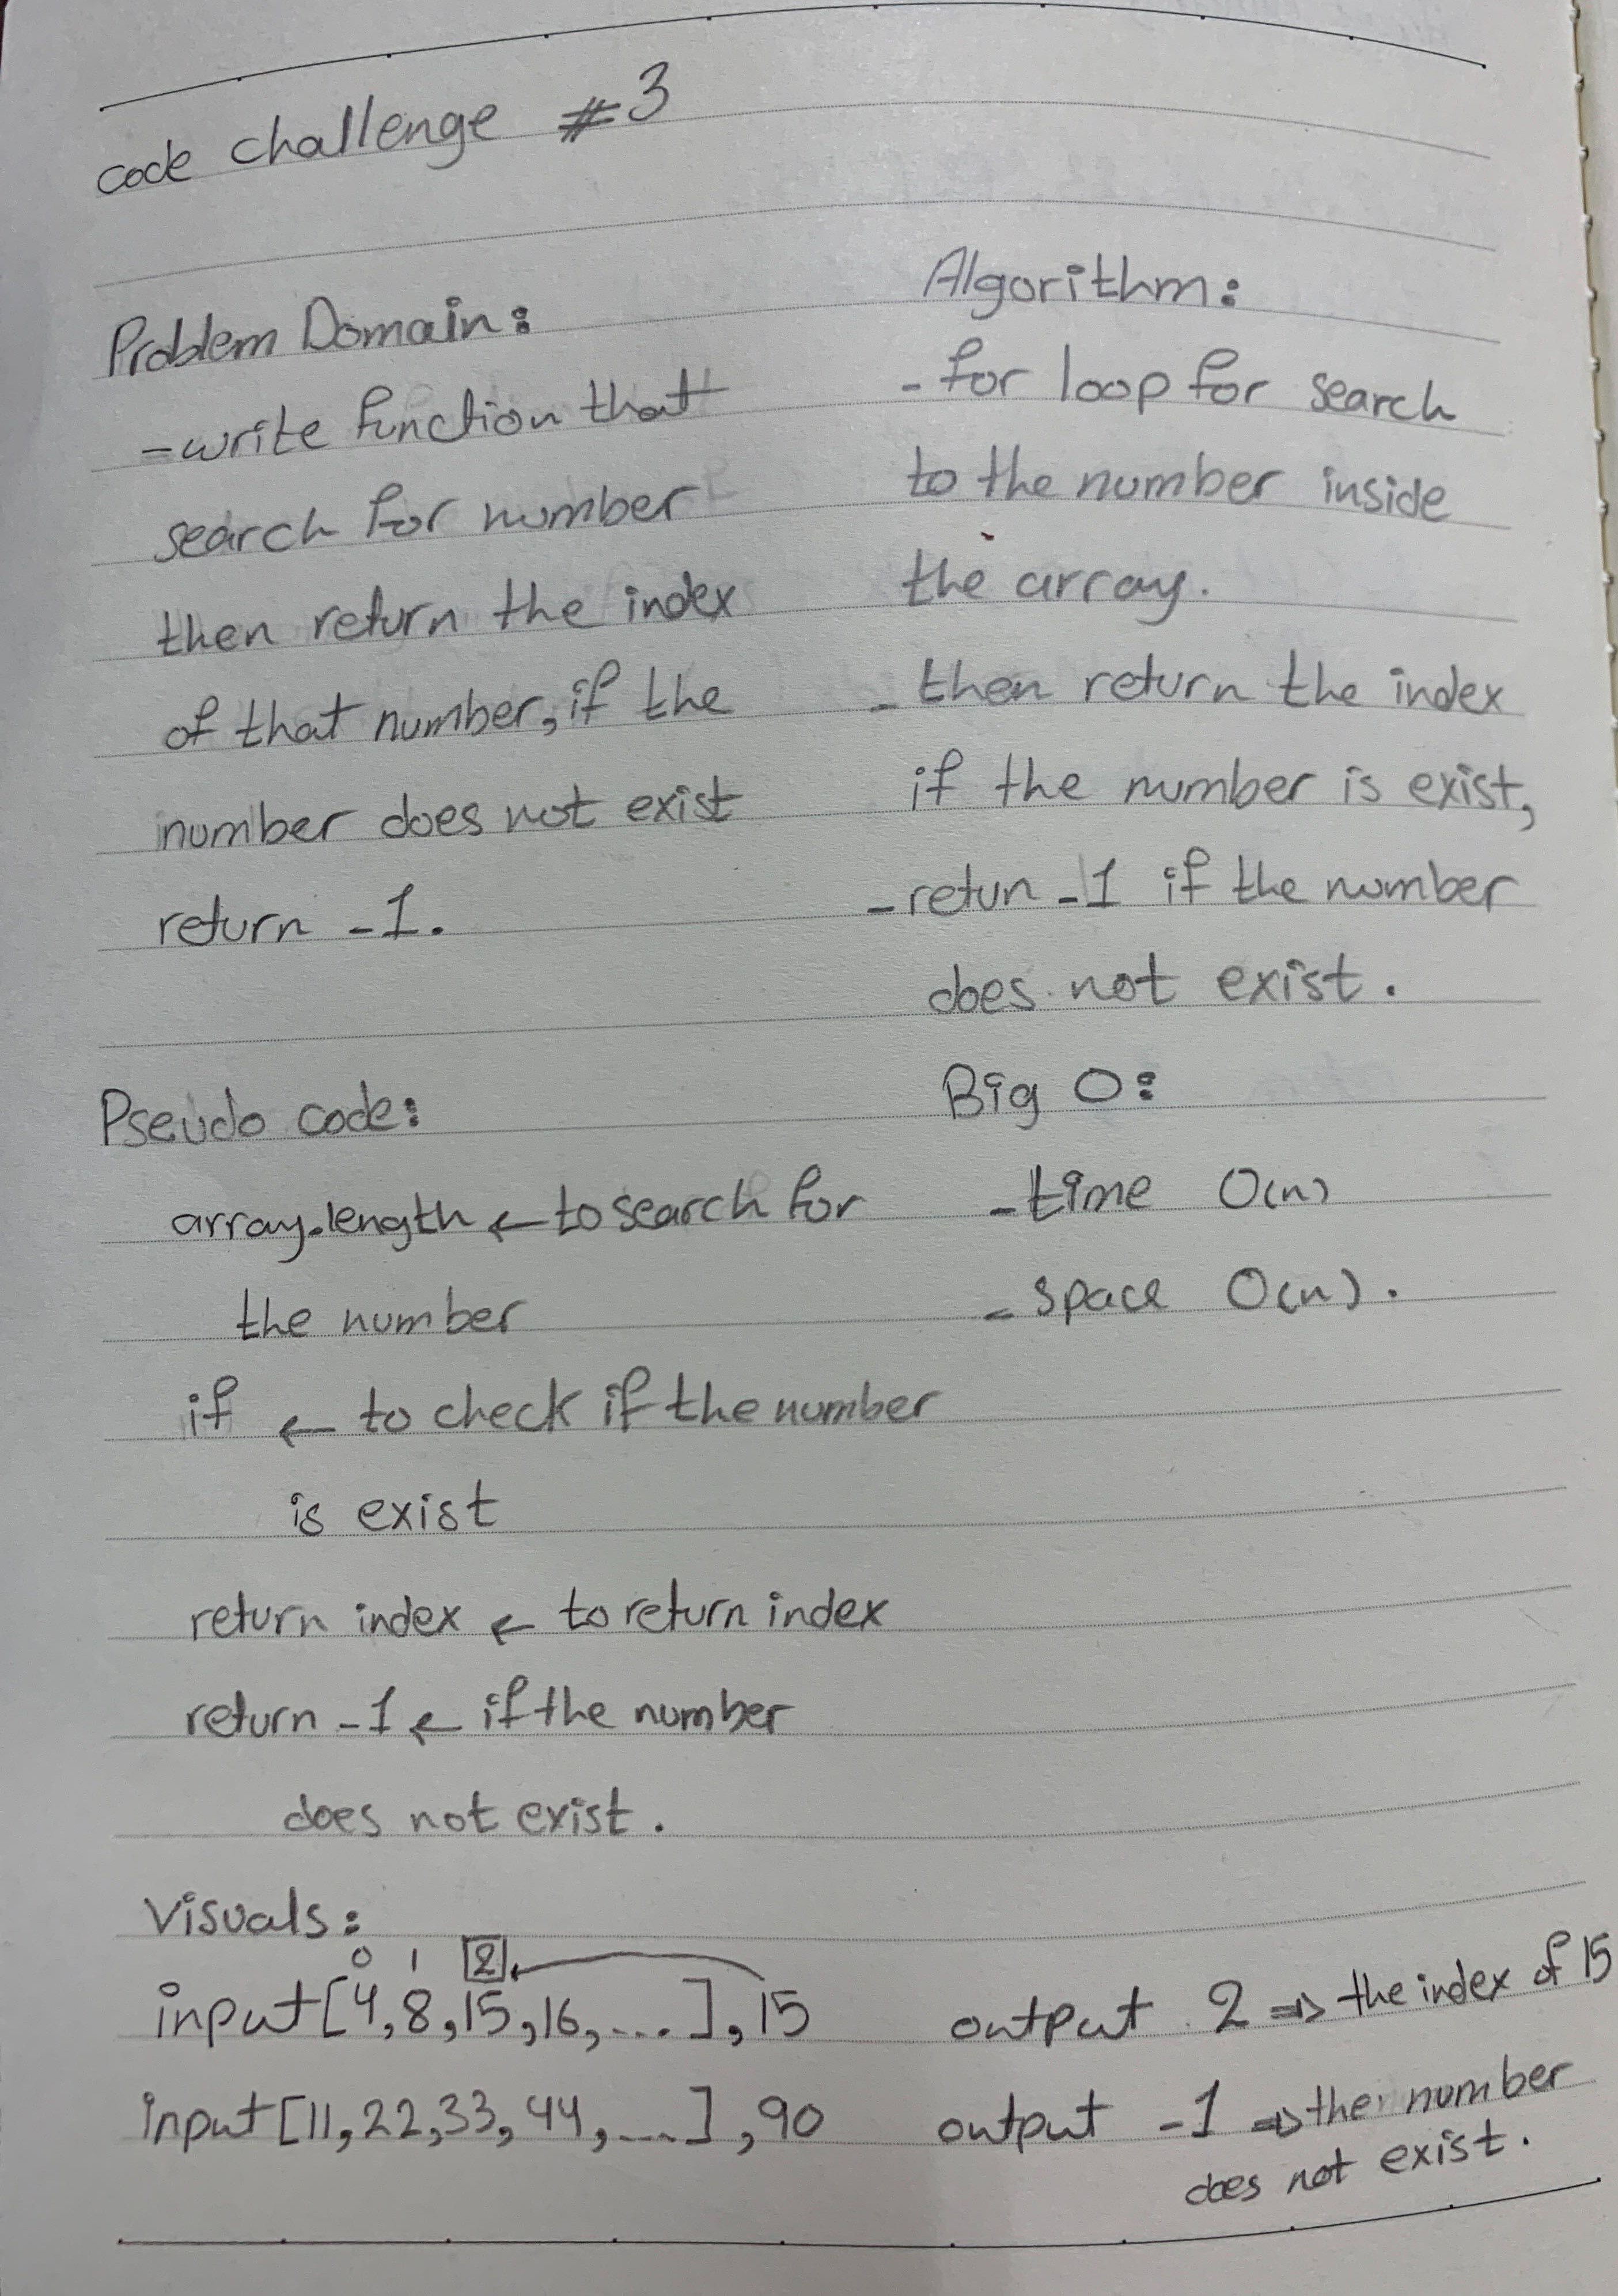 code challenge #3
Problem Domain:
-write function that
search for number
then return the index
of that number, if the
number does not exist
return -1.
Algorithm:
-for loop for search
to the number inside
the array.
-then return the index
if the number is exist,
-retun -1 if the number
does not exist.
Pseudo code:
array.length ← to search for
the number
if ← to check if the number
is exist
return index ← to return index
return -1 ← if the number
does not exist.
Big O:
-time O(n)
-space O(n).
Visuals:
0 1 2
input [4,8,15,16,....],15 output 2 ⇒ the index of 15
input [11,22,33,44,....],90 output -1 ⇒ the number
does not exist.